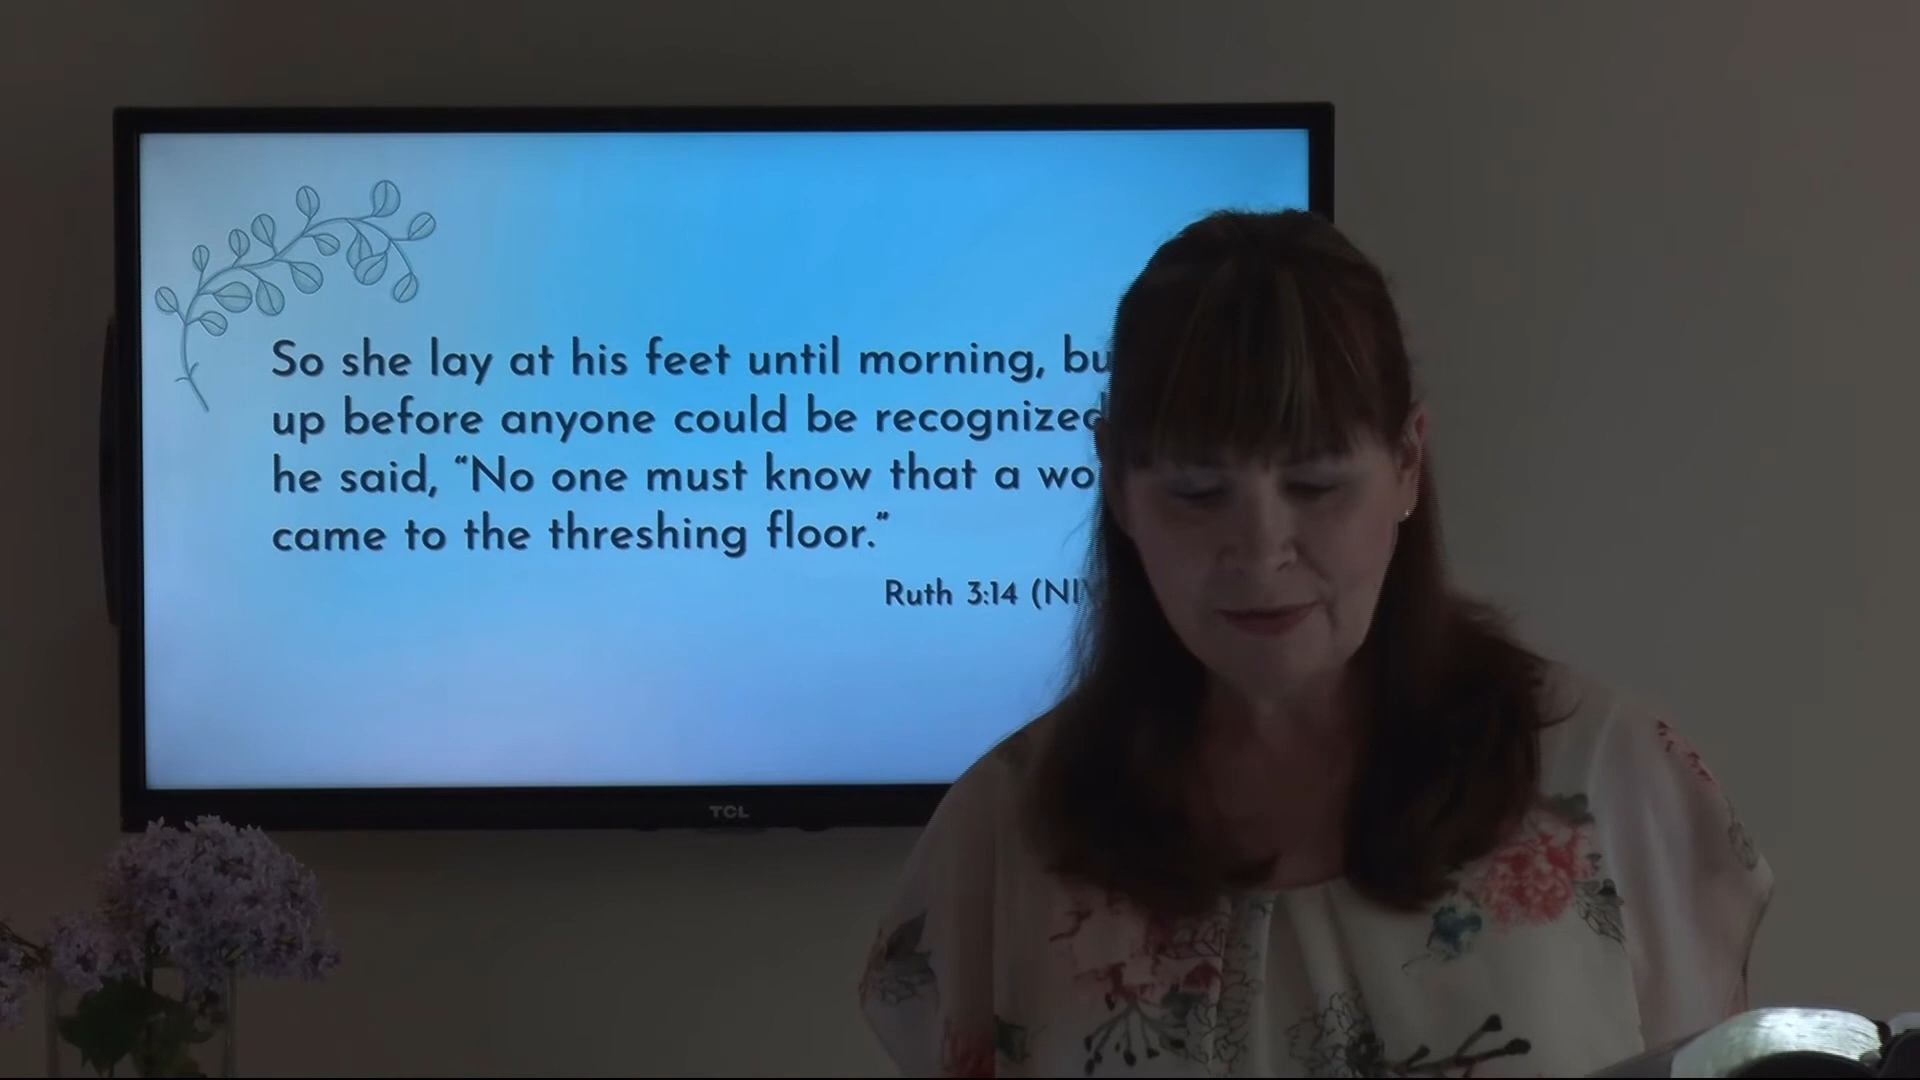 So she lay at his feet until morning, bu
up before anyone could be recognized
he said, “No one must know that a wo
came to the threshing floor.”
Ruth 3:14 (NI
TCL